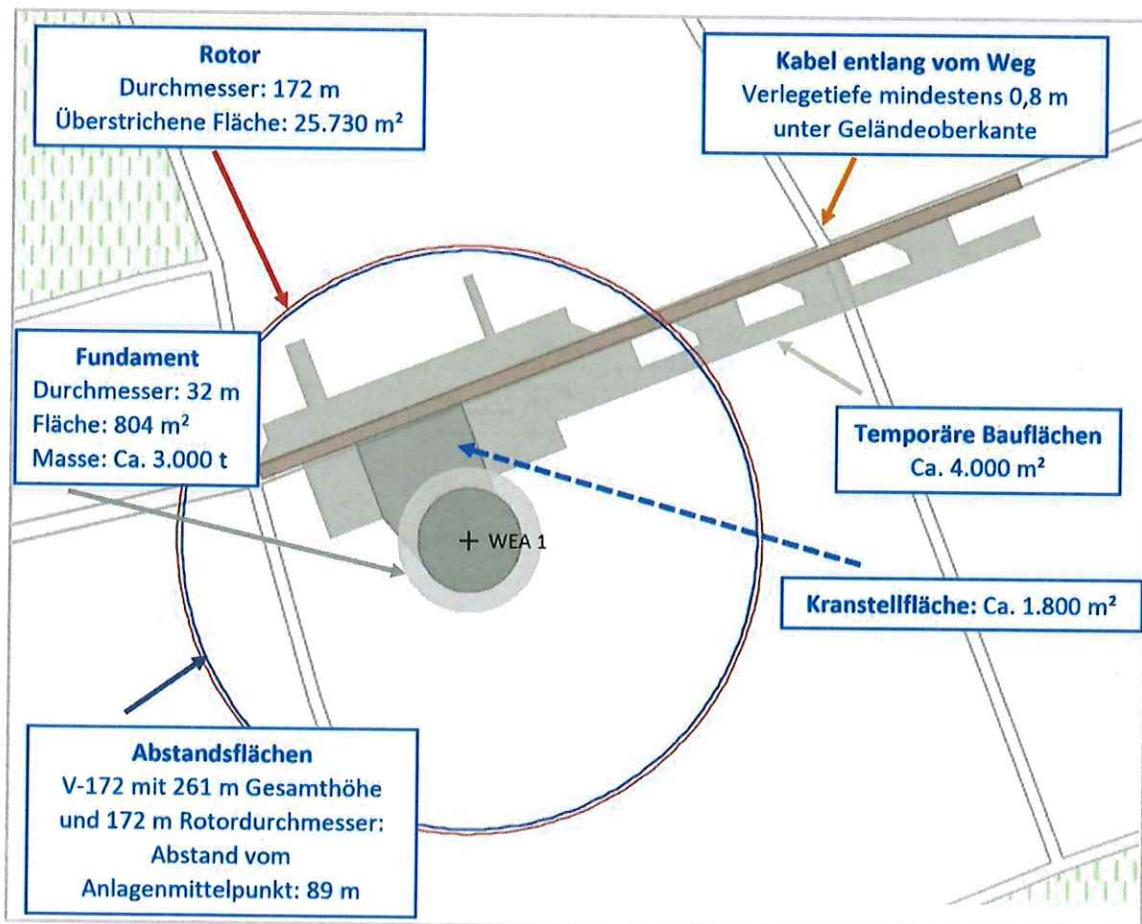 Rotor
Durchmesser: 172 m
Überstrichene Fläche: 25.730 m²
Kabel entlang vom Weg
Verlegetiefe mindestens 0,8 m
unter Geländeoberkante
Fundament
Durchmesser: 32 m
Fläche: 804 m²
Masse: Ca. 3.000 t
Temporäre Bauflächen
Ca. 4.000 m²
WEA 1
Kranstellfläche: Ca. 1.800 m²
Abstandsflächen
V-172 mit 261 m Gesamthöhe
und 172 m Rotordurchmesser:
Abstand vom
Anlagenmittelpunkt: 89 m